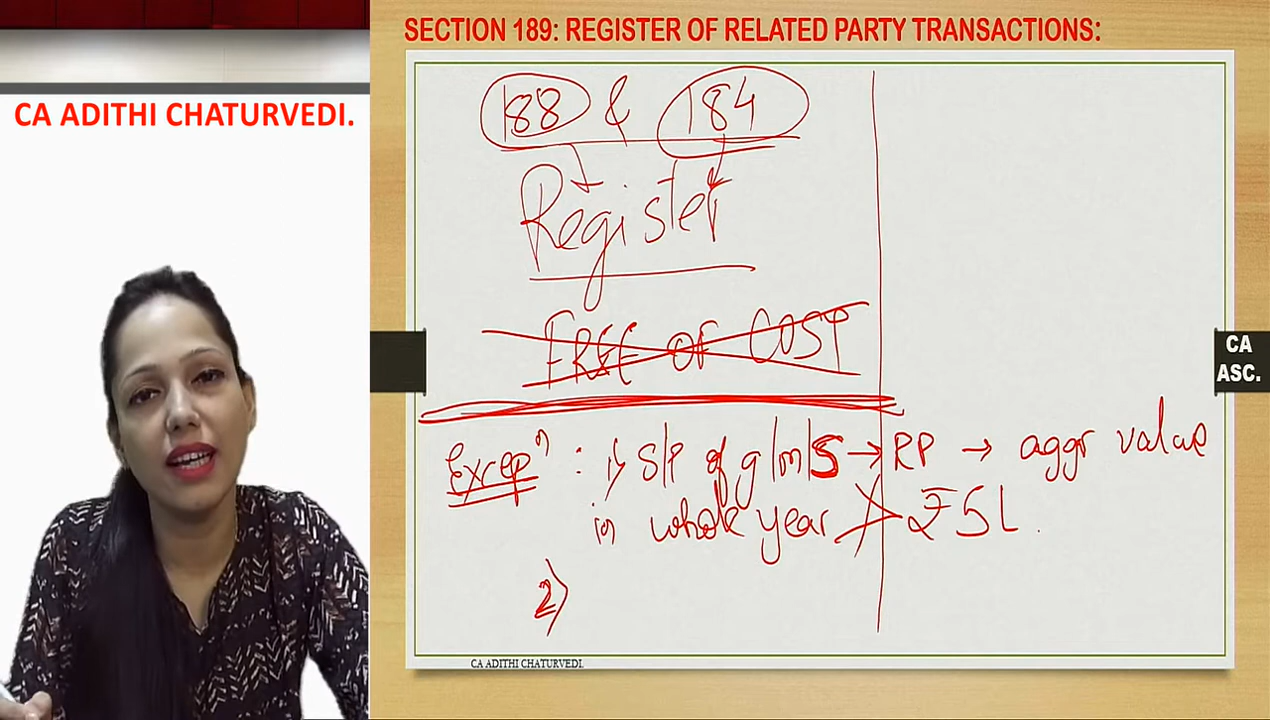 SECTION 189: REGISTER OF RELATED PARTY TRANSACTIONS:
CA ADITHI CHATURVEDI.
188 & 184
Register
FREE OF COST
CA
ASC.
Excepⁿ : 1) S/P of g/m/S → RP → aggr value
in whole year ≯ ₹5L.
2)
CA ADITHI CHATURVEDI.